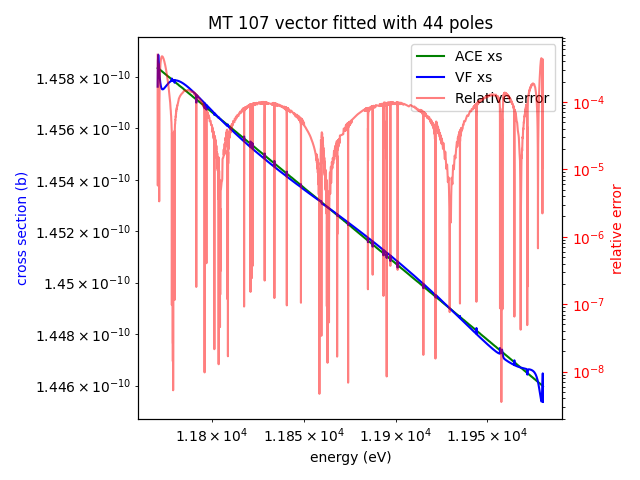 MT 107 vector fitted with 44 poles
ACE xs
VF xs
Relative error
cross section (b)
1.458 × 10⁻¹⁰
1.456 × 10⁻¹⁰
1.454 × 10⁻¹⁰
1.452 × 10⁻¹⁰
1.45 × 10⁻¹⁰
1.448 × 10⁻¹⁰
1.446 × 10⁻¹⁰
10⁻⁴
10⁻⁵
10⁻⁶
10⁻⁷
10⁻⁸
relative error
1.18 × 10⁴ 1.185 × 10⁴ 1.19 × 10⁴ 1.195 × 10⁴
energy (eV)